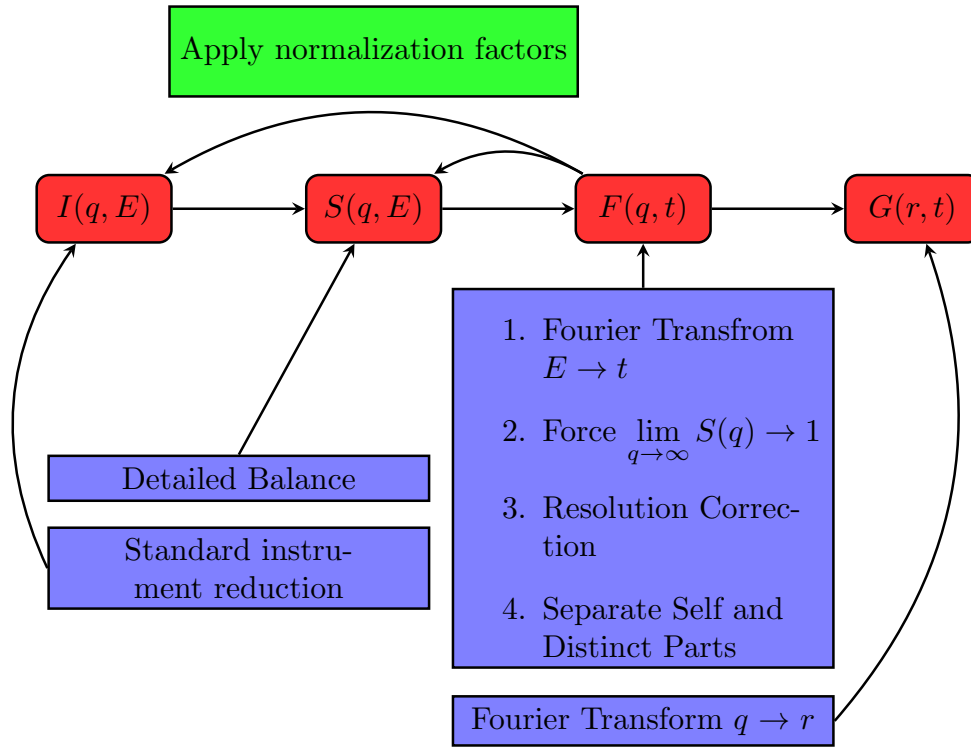 Apply normalization factors
I(q, E)
S(q, E)
F(q, t)
G(r, t)
1. Fourier Transfrom
E → t
2. Force lim S(q) → 1
q→∞
3. Resolution Correc-
tion
4. Separate Self and
Distinct Parts
Detailed Balance
Standard instru-
ment reduction
Fourier Transform q → r